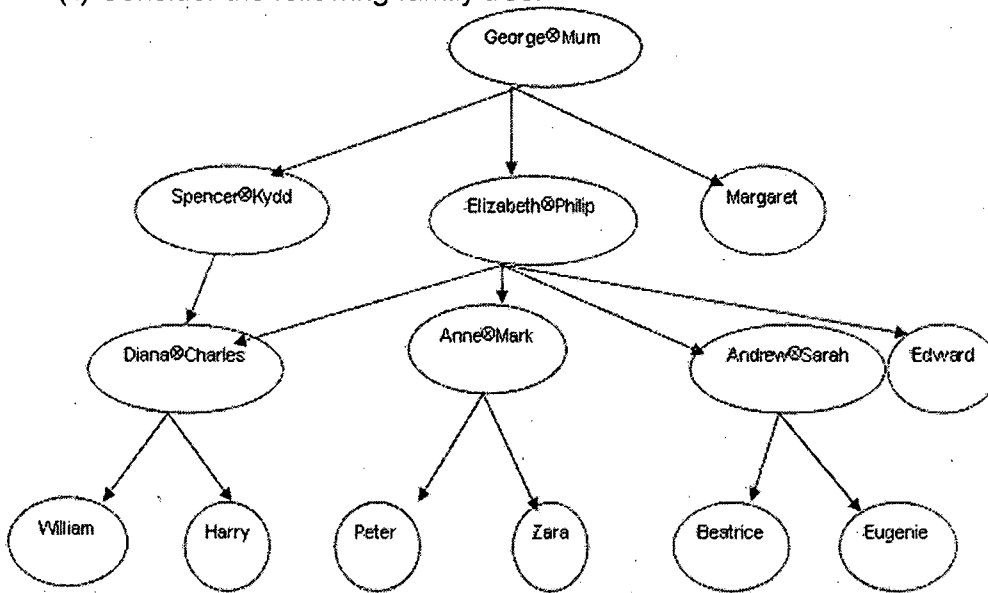 George⊗Mum
Spencer⊗Kydd
Elizabeth⊗Philip
Margaret
Diana⊗Charles
Anne⊗Mark
Andrew⊗Sarah
Edward
William
Harry
Peter
Zara
Beatrice
Eugenie